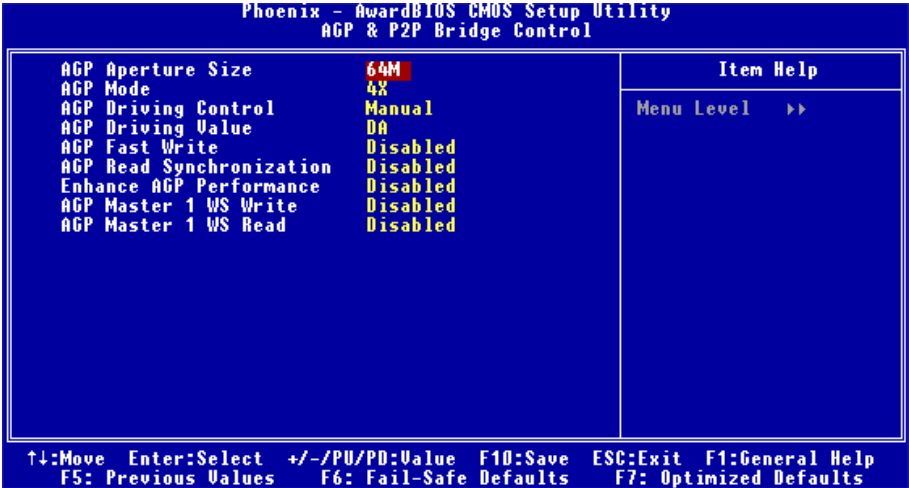 Phoenix - AwardBIOS CMOS Setup Utility
AGP & P2P Bridge Control
AGP Aperture Size 64M
AGP Mode 4X
AGP Driving Control Manual
AGP Driving Value DA
AGP Fast Write Disabled
AGP Read Synchronization Disabled
Enhance AGP Performance Disabled
AGP Master 1 WS Write Disabled
AGP Master 1 WS Read Disabled
Item Help
Menu Level ▸▸
↑↓:Move Enter:Select +/-/PU/PD:Value F10:Save ESC:Exit F1:General Help
F5: Previous Values F6: Fail-Safe Defaults F7: Optimized Defaults